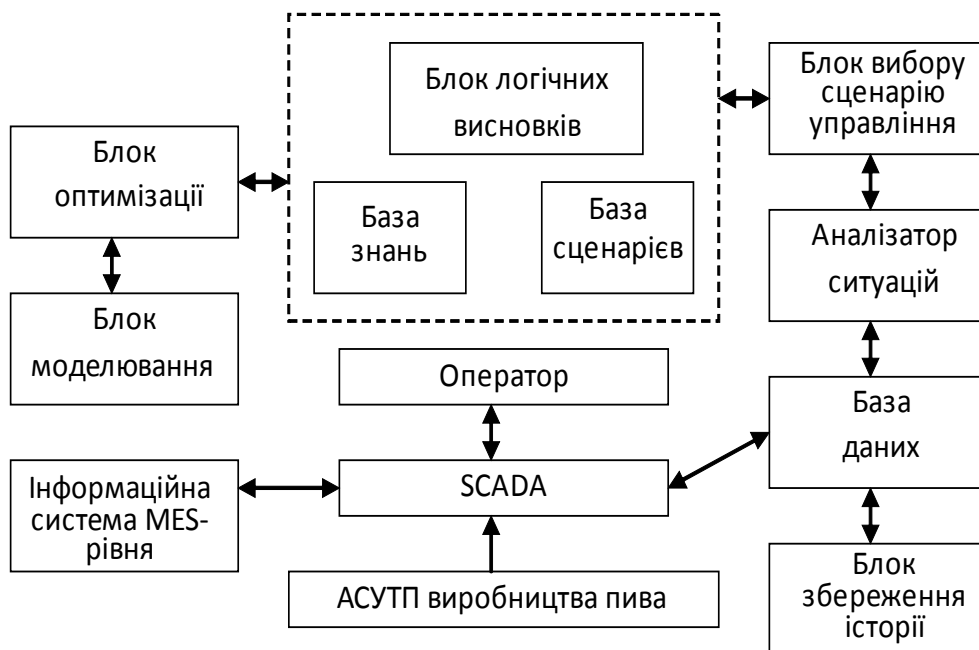 Блок логічних
висновків
Блок вибору
сценарію
управління
Блок
оптимізації
База
знань
База
сценаріїв
Аналізатор
ситуацій
Блок
моделювання
Оператор
База
даних
Інформаційна
система MES-
рівня
SCADA
АСУТП виробництва пива
Блок
збереження
історії